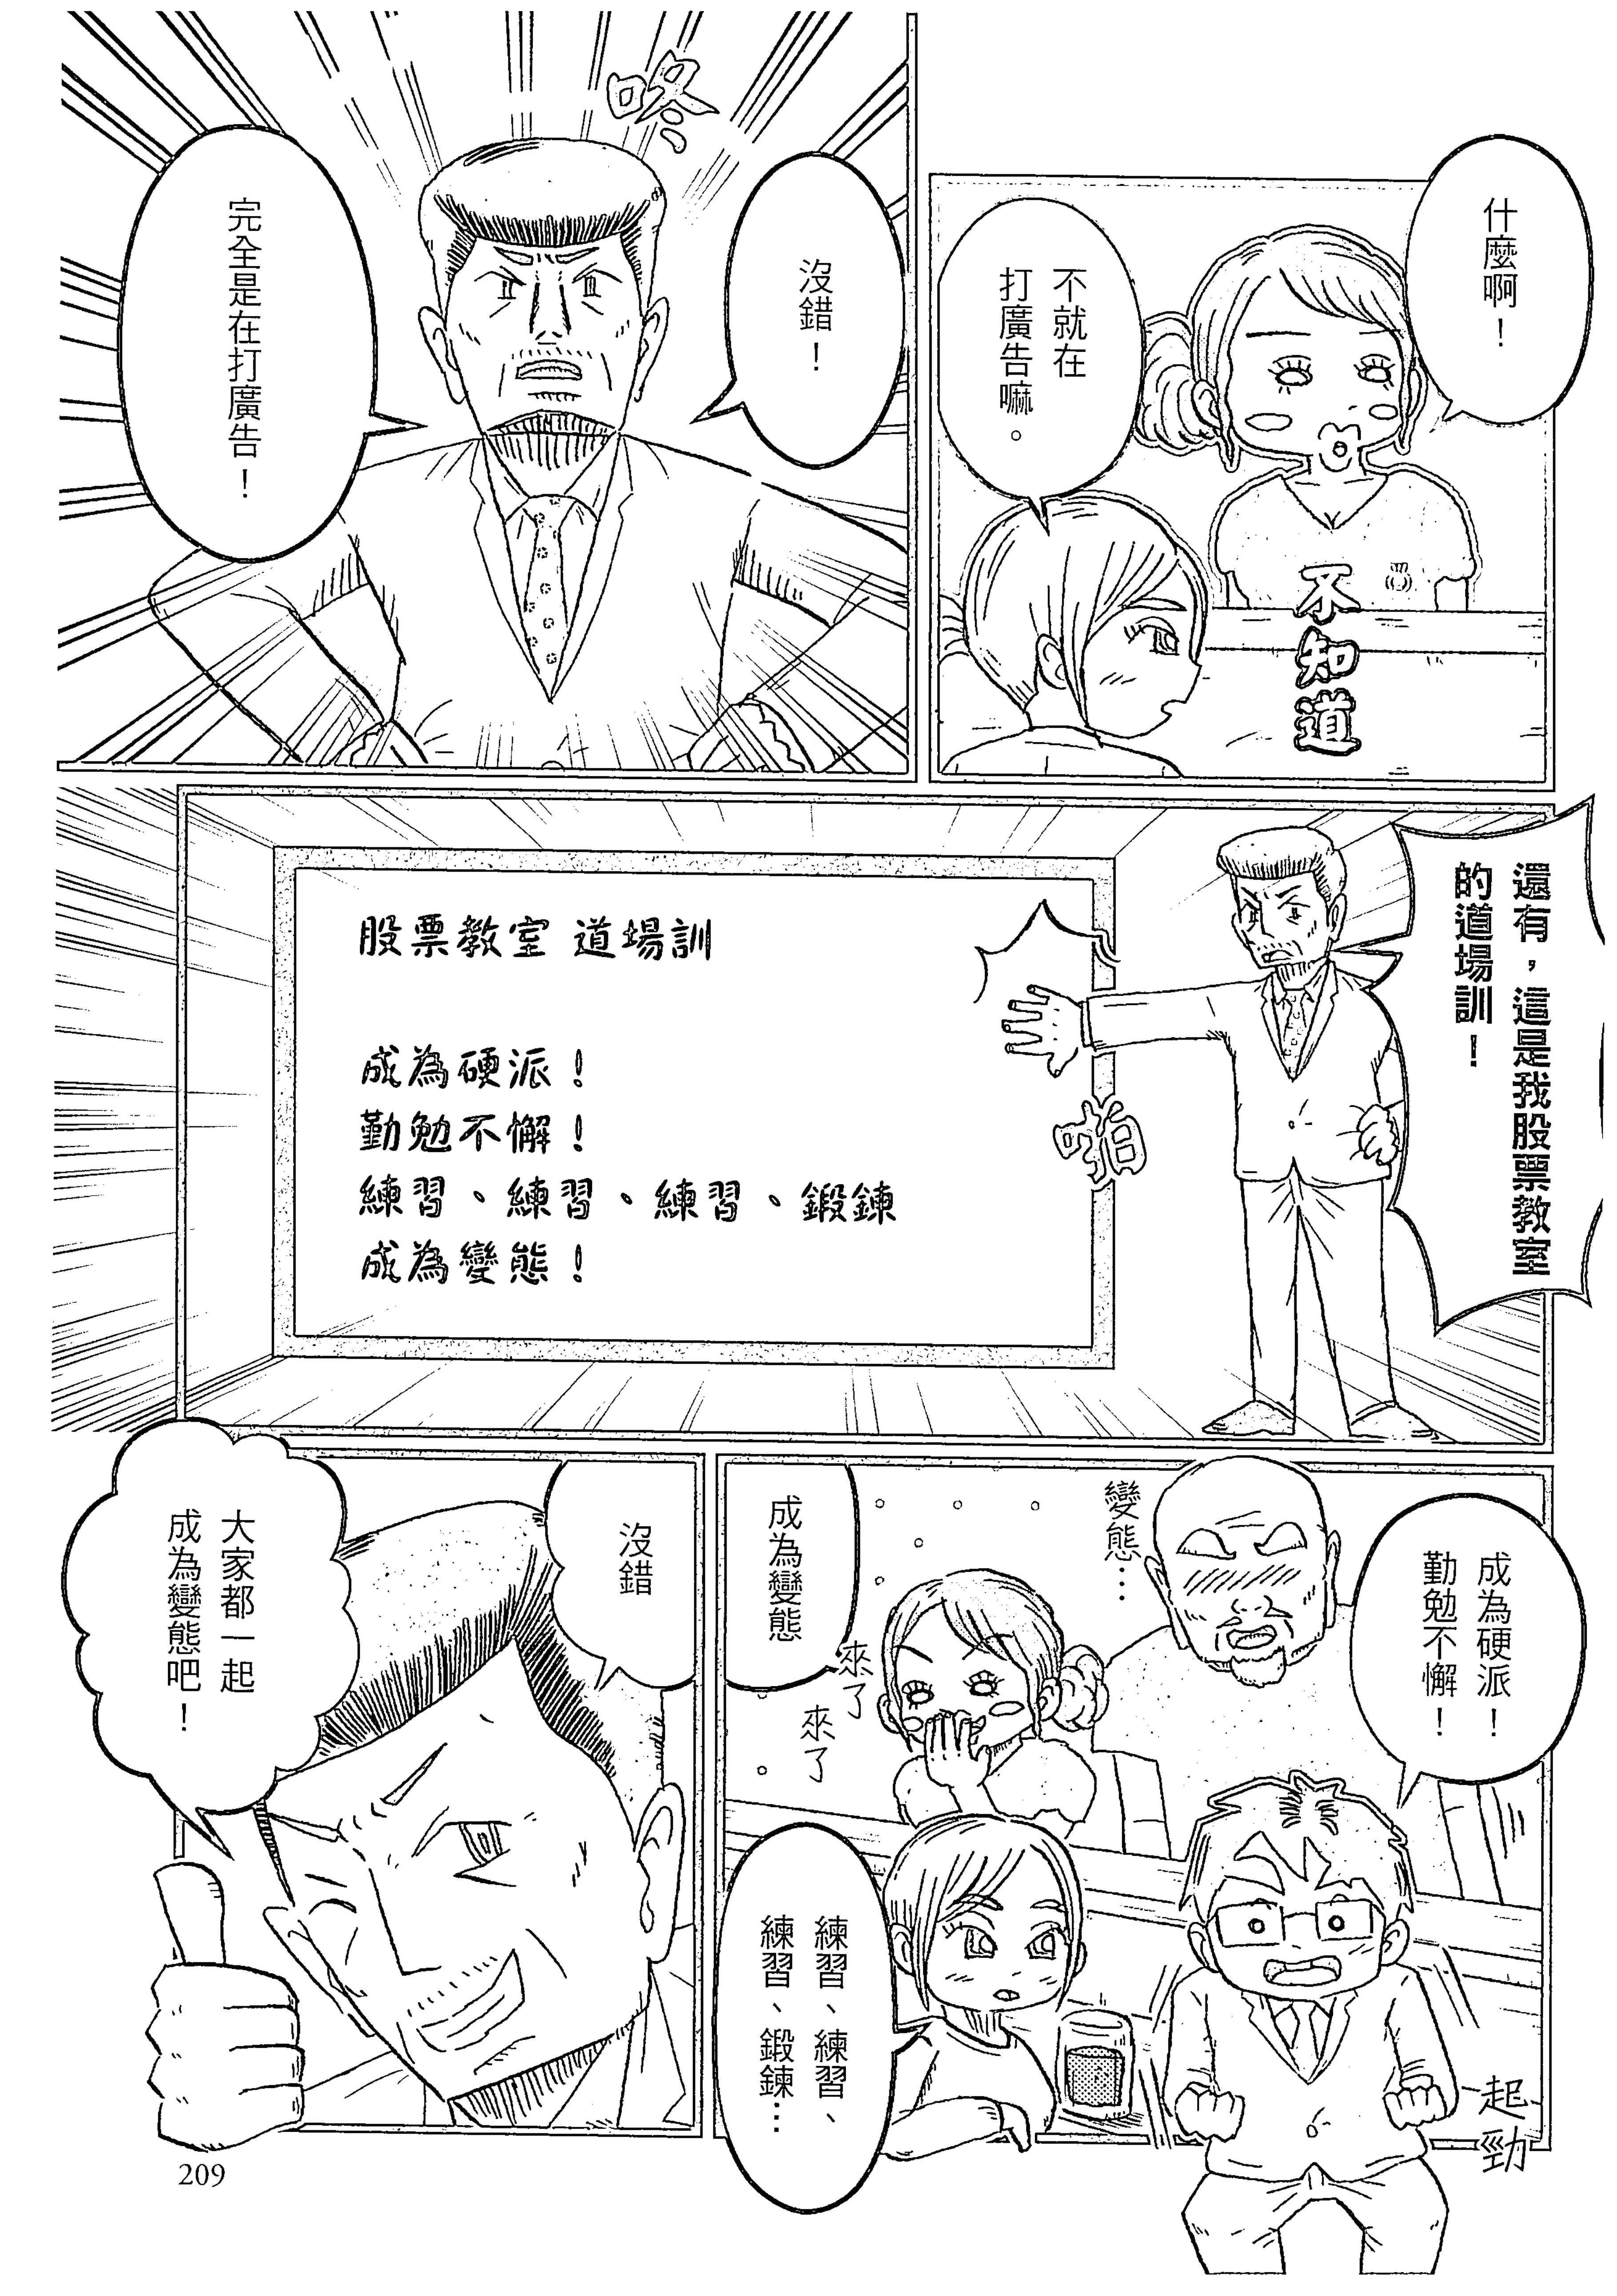 什麼啊！
不就在
打廣告嘛。
不知道
沒錯！
咚
完全是在打廣告！
還有，這是我股票教室
的道場訓！
啪
股票教室 道場訓
成為硬派！
勤勉不懈！
練習、練習、練習、鍛鍊
成為變態！
成為硬派！
勤勉不懈！
變態…
起勁
練習、練習、
練習、鍛鍊…
成為變態
來了
來了
沒錯
大家都一起
成為變態吧！
209